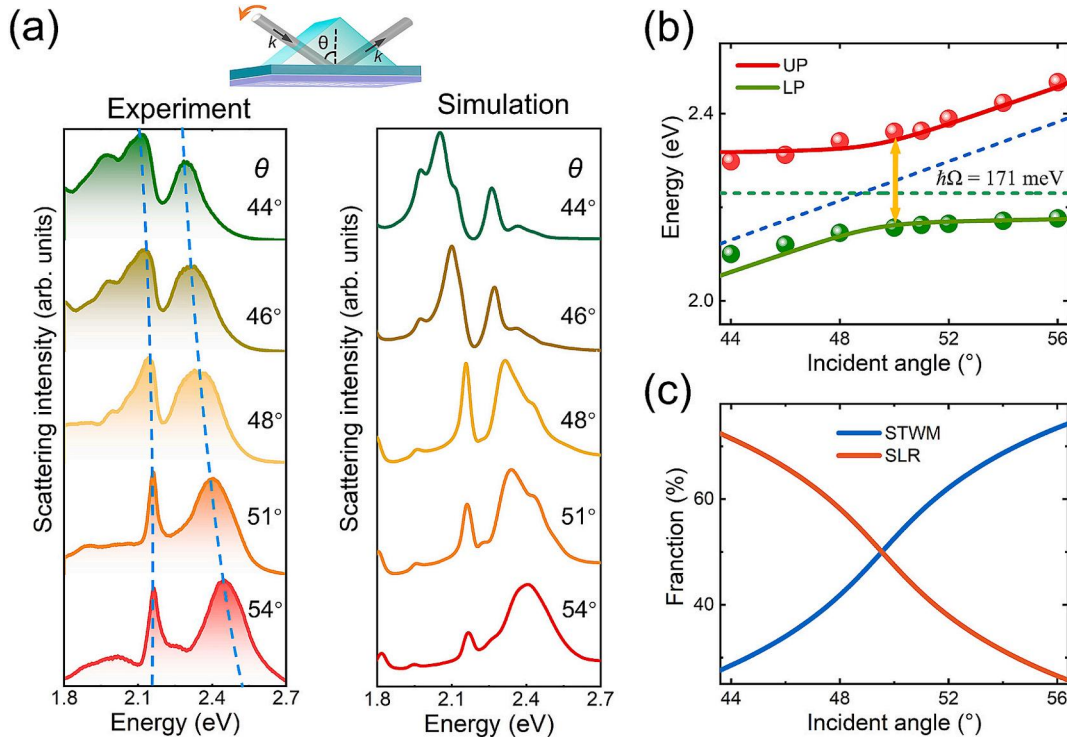 (a)
k
θ
k
Experiment
Simulation
Scattering intensity (arb. units)
θ
44°
46°
48°
51°
54°
1.8 2.1 2.4 2.7
Energy (eV)
Scattering intensity (arb. units)
θ
44°
46°
48°
51°
54°
1.8 2.1 2.4 2.7
Energy (eV)
(b)
UP
LP
ħΩ = 171 meV
Energy (eV)
2.4
2.0
44 48 52 56
Incident angle (°)
(c)
STWM
SLR
Franction (%)
60
40
44 48 52 56
Incident angle (°)